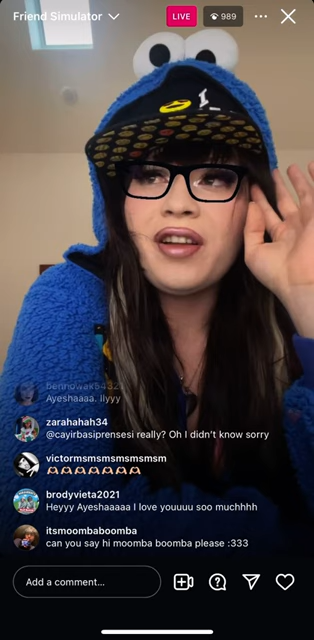 Friend Simulator
LIVE
989
Ayeshaaaa. Ilyyy
zarahahah34
@cayirbasiprensesi really? Oh I didn't know sorry
victormsmsmsmsmsmsm
🫶🏼🫶🏼🫶🏼🫶🏼🫶🏼🫶🏼🫶🏼
brodyvieta2021
Heyyy Ayeshaaaaa I love youuuu soo muchhhh
itsmoombaboomba
can you say hi moomba boomba please :333
Add a comment...